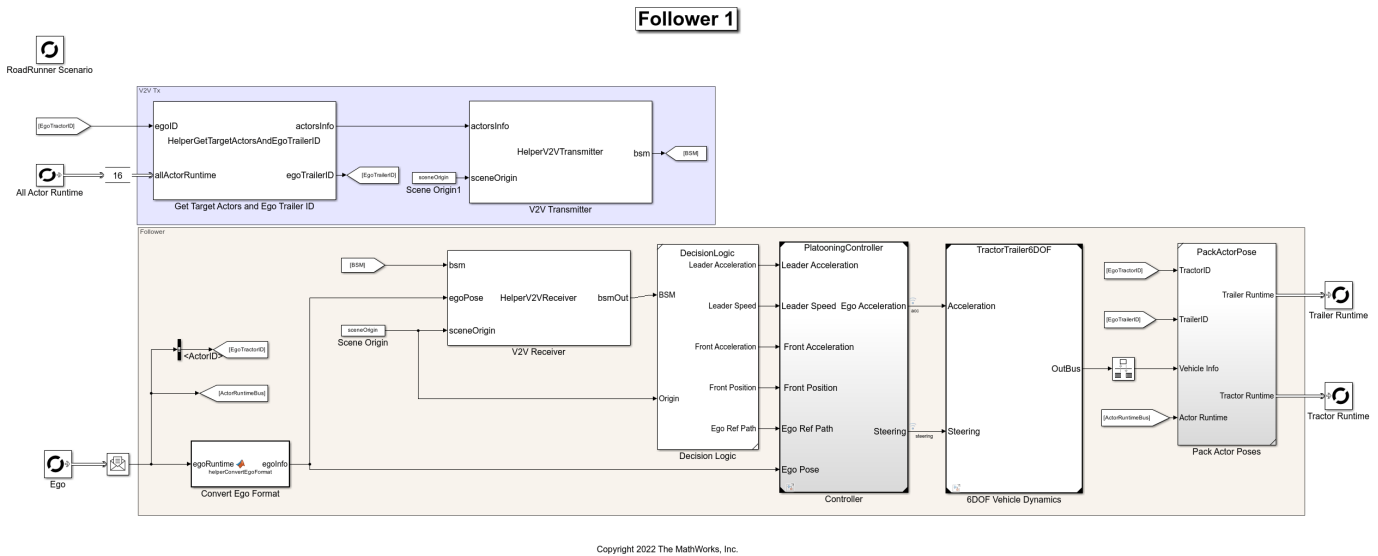 Follower 1
RoadRunner Scenario
V2V Tx
[EgoTractorID]
egoID
actorsInfo
HelperGetTargetActorsAndEgoTrailerID
allActorRuntime
egoTrailerID
Get Target Actors and Ego Trailer ID
All Actor Runtime
16
[EgoTrailerID]
sceneOrigin
Scene Origin1
actorsInfo
HelperV2VTransmitter
bsm
sceneOrigin
V2V Transmitter
[BSM]
Follower
[BSM]
sceneOrigin
Scene Origin
bsm
egoPose
HelperV2VReceiver
bsmOut
sceneOrigin
V2V Receiver
<ActorID>
[EgoTractorID]
[ActorRuntimeBus]
Ego
egoRuntime
egoInfo
helperConvertEgoFormat
Convert Ego Format
DecisionLogic
Leader Acceleration
BSM
Leader Speed
Front Acceleration
Front Position
Origin
Ego Ref Path
Decision Logic
PlatooningController
Leader Acceleration
Leader Speed
Ego Acceleration
Front Acceleration
Front Position
Ego Ref Path
Steering
Ego Pose
Controller
acc
steering
TractorTrailer6DOF
Acceleration
OutBus
Steering
6DOF Vehicle Dynamics
[EgoTractorID]
[EgoTrailerID]
[ActorRuntimeBus]
PackActorPose
TractorID
Trailer Runtime
TrailerID
Vehicle Info
Tractor Runtime
Actor Runtime
Pack Actor Poses
Trailer Runtime
Tractor Runtime
Copyright 2022 The MathWorks, Inc.